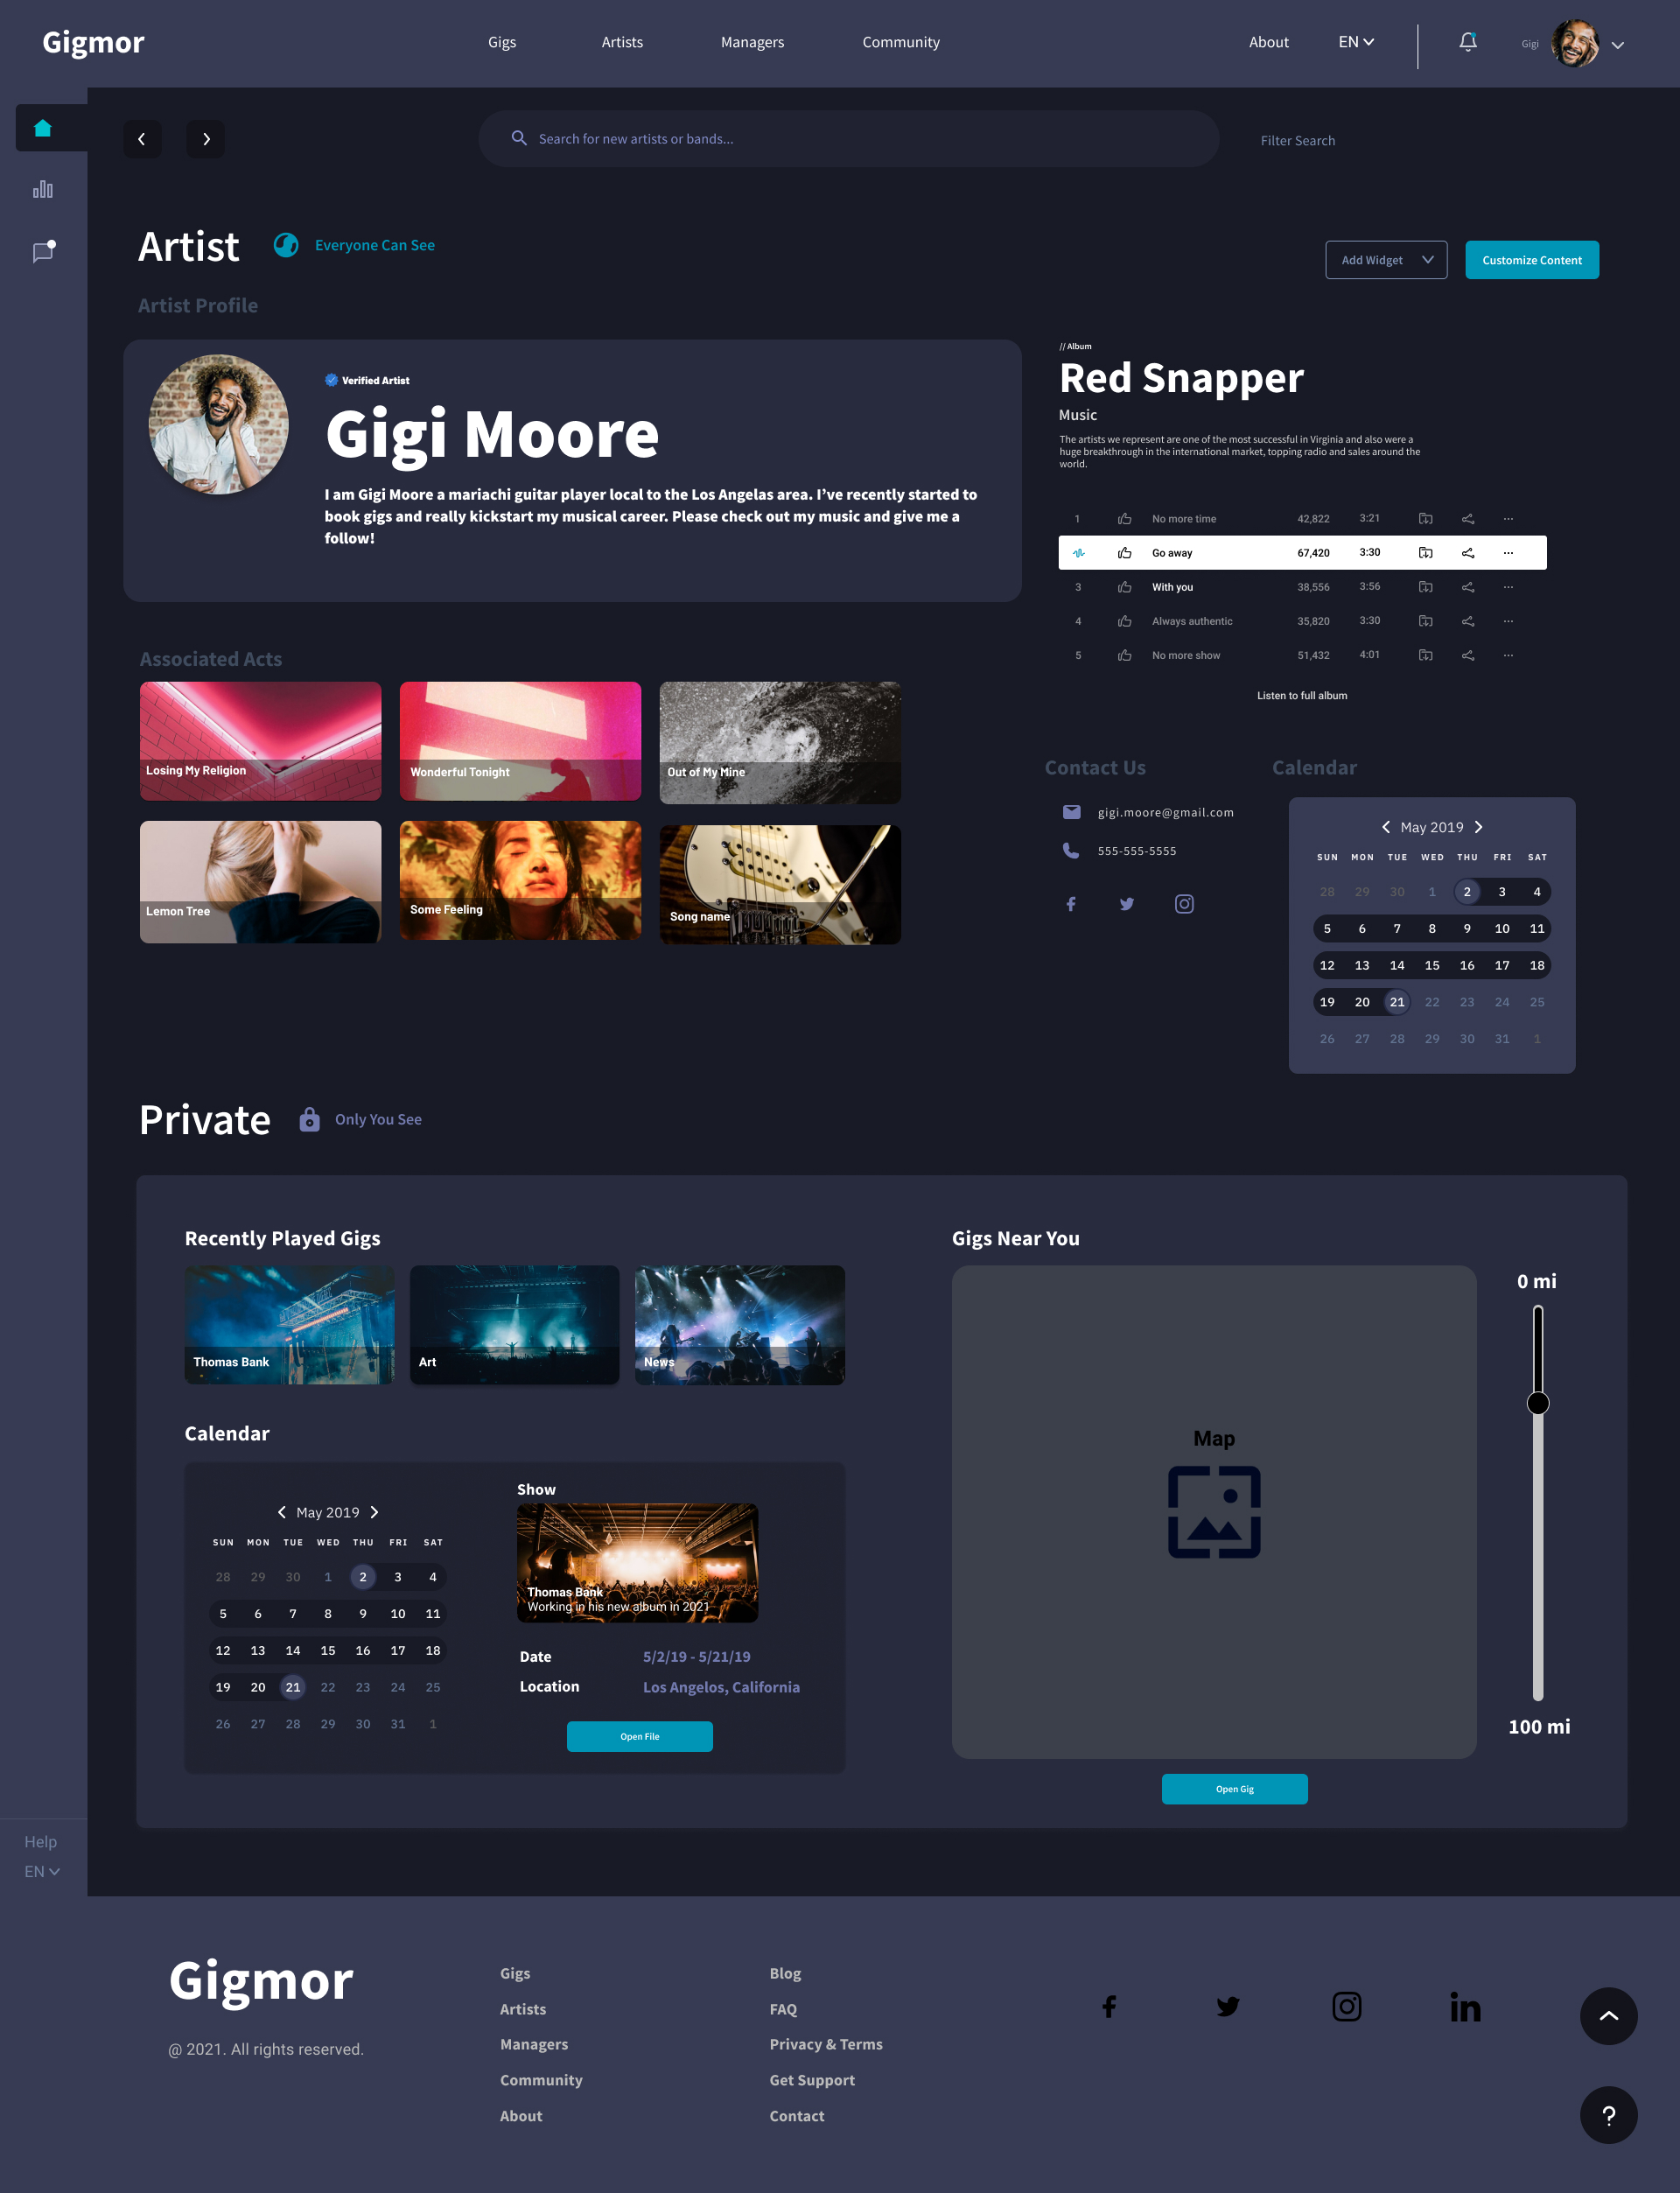 Gigmor
Gigs
Artists
Managers
Community
About
EN
Gigi
Search for new artists or bands...
Filter Search
Artist
Everyone Can See
Add Widget
Customize Content
Artist Profile
Verified Artist
Gigi Moore
I am Gigi Moore a mariachi guitar player local to the Los Angelas area. I’ve recently started to
book gigs and really kickstart my musical career. Please check out my music and give me a
follow!
// Album
Red Snapper
Music
The artists we represent are one of the most successful in Virginia and also were a
huge breakthrough in the international market, topping radio and sales around the
world.
1 No more time 42,822 3:21 ...
Go away 67,420 3:30 ...
3 With you 38,556 3:56 ...
4 Always authentic 35,820 3:30 ...
5 No more show 51,432 4:01 ...
Listen to full album
Associated Acts
Losing My Religion
Wonderful Tonight
Out of My Mine
Lemon Tree
Some Feeling
Song name
Contact Us
gigi.moore@gmail.com
555-555-5555
Calendar
May 2019
SUN MON TUE WED THU FRI SAT
28 29 30 1 2 3 4
5 6 7 8 9 10 11
12 13 14 15 16 17 18
19 20 21 22 23 24 25
26 27 28 29 30 31 1
Private
Only You See
Recently Played Gigs
Thomas Bank
Art
News
Calendar
May 2019
SUN MON TUE WED THU FRI SAT
28 29 30 1 2 3 4
5 6 7 8 9 10 11
12 13 14 15 16 17 18
19 20 21 22 23 24 25
26 27 28 29 30 31 1
Show
Thomas Bank
Working in his new album in 2021
Date 5/2/19 - 5/21/19
Location Los Angelos, California
Open File
Gigs Near You
Map
0 mi
100 mi
Open Gig
Help
EN
Gigmor
@ 2021. All rights reserved.
Gigs
Artists
Managers
Community
About
Blog
FAQ
Privacy & Terms
Get Support
Contact
in
?